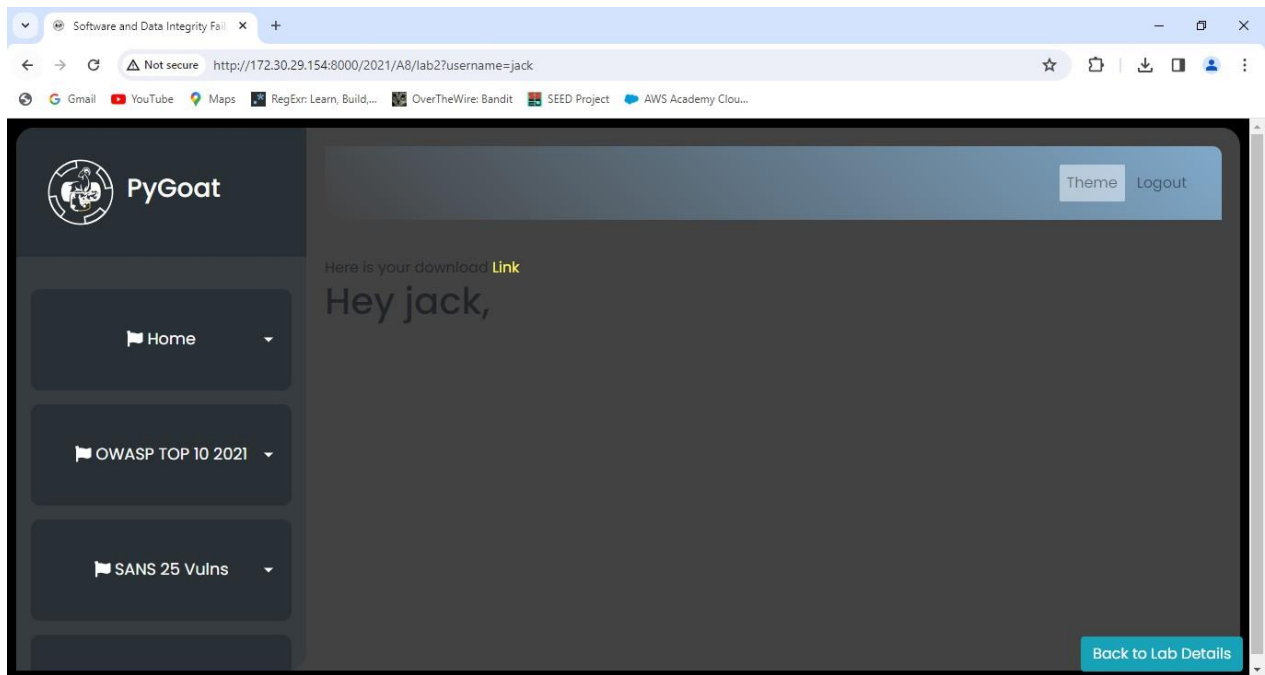 Software and Data Integrity Fail
Not secure http://172.30.29.154:8000/2021/A8/lab2?username=jack
Gmail YouTube Maps RegExr: Learn, Build,... OverTheWire: Bandit SEED Project AWS Academy Clou...
PyGoat
Theme Logout
Here is your download Link
Hey jack,
Home
OWASP TOP 10 2021
SANS 25 Vulns
Back to Lab Details